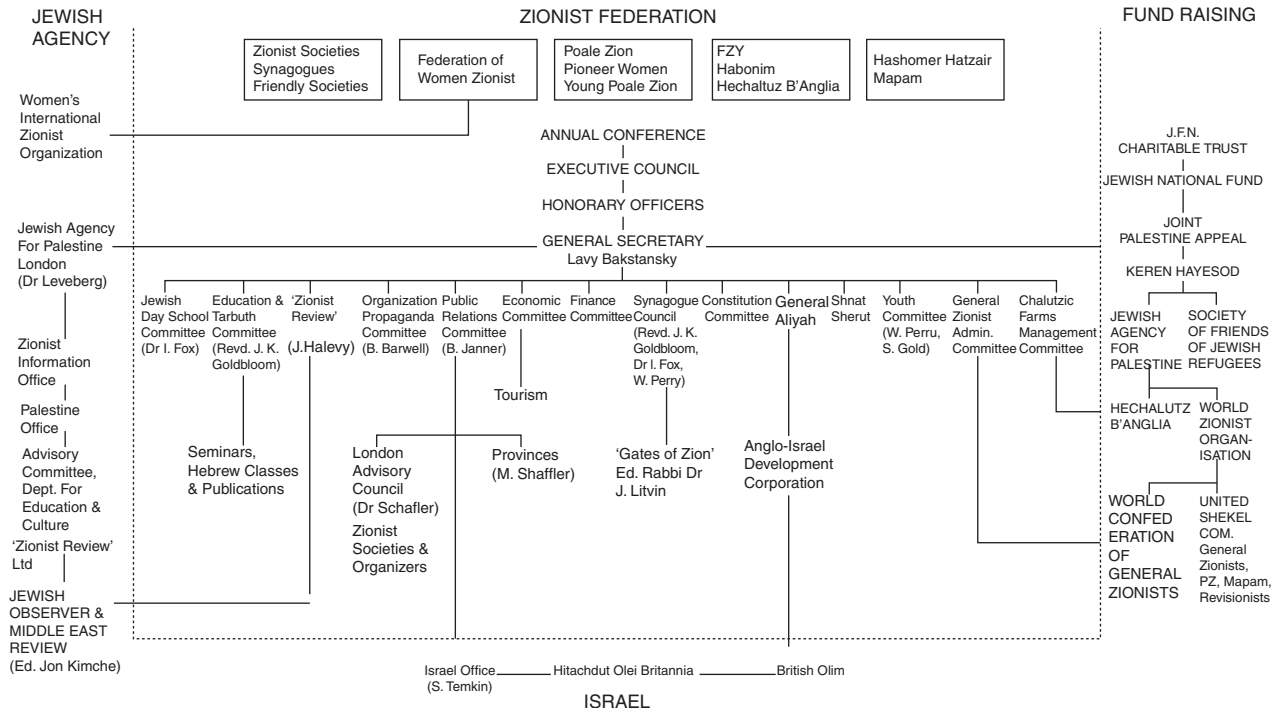 JEWISH
AGENCY
ZIONIST FEDERATION
FUND RAISING
Zionist Societies
Synagogues
Friendly Societies
Federation of
Women Zionist
Poale Zion
Pioneer Women
Young Poale Zion
FZY
Habonim
Hechaltuz B'Anglia
Hashomer Hatzair
Mapam
Women's
International
Zionist
Organization
ANNUAL CONFERENCE
EXECUTIVE COUNCIL
HONORARY OFFICERS
GENERAL SECRETARY
Lavy Bakstansky
Jewish Agency
For Palestine
London
(Dr Leveberg)
Zionist
Information
Office
Palestine
Office
Advisory
Committee,
Dept. For
Education &
Culture
'Zionist Review'
Ltd
JEWISH
OBSERVER &
MIDDLE EAST
REVIEW
(Ed. Jon Kimche)
Jewish
Day School
Committee
(Dr I. Fox)
Education &
Tarbuth
Committee
(Revd. J. K.
Goldbloom)
Seminars,
Hebrew Classes
& Publications
'Zionist
Review'
(J.Halevy)
Organization
Propaganda
Committee
(B. Barwell)
Public
Relations
Committee
(B. Janner)
London
Advisory
Council
(Dr Schafler)
Zionist
Societies &
Organizers
Provinces
(M. Shaffler)
Economic
Committee
Tourism
Finance
Committee
Synagogue
Council
(Revd. J. K.
Goldbloom,
Dr I. Fox,
W. Perry)
'Gates of Zion'
Ed. Rabbi Dr
J. Litvin
Constitution
Committee
General
Aliyah
Anglo-Israel
Development
Corporation
Shnat
Sherut
Youth
Committee
(W. Perru,
S. Gold)
General
Zionist
Admin.
Committee
Chalutzic
Farms
Management
Committee
J.F.N.
CHARITABLE TRUST
JEWISH NATIONAL FUND
JOINT
PALESTINE APPEAL
KEREN HAYESOD
JEWISH
AGENCY
FOR
PALESTINE
SOCIETY
OF FRIENDS
OF JEWISH
REFUGEES
HECHALUTZ
B'ANGLIA
WORLD
ZIONIST
ORGAN-
ISATION
WORLD
CONFED
ERATION
OF
GENERAL
ZIONISTS
UNITED
SHEKEL
COM.
General
Zionists,
PZ, Mapam,
Revisionists
Israel Office
(S. Temkin)
Hitachdut Olei Britannia
British Olim
ISRAEL